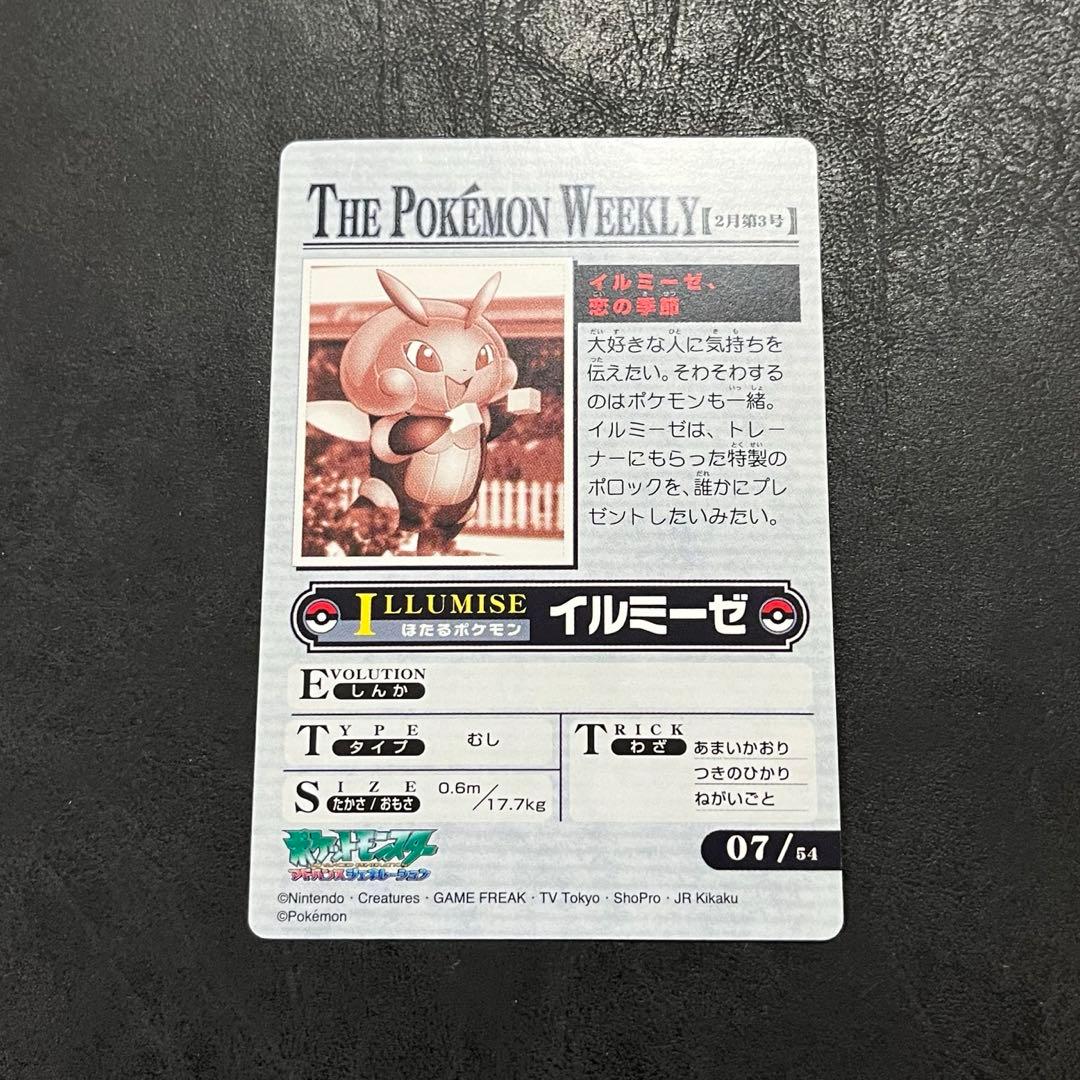 THE POKÉMON WEEKLY【2月第3号】
イルミーゼ、
恋の季節
大好きな人に気持ちを
伝えたい。そわそわする
のはポケモンも一緒。
イルミーゼは、トレー
ナーにもらった特製の
ポロックを、誰かにプレ
ゼントしたいみたい。
ILLUMISE
ほたるポケモン
イルミーゼ
EVOLUTION
しんか
TYPE
タイプ
むし
SIZE
たかさ/おもさ
0.6m/17.7kg
TRICK
わざ
あまいかおり
つきのひかり
ねがいごと
ポケットモンスター
アドバンスジェネレーション
07/54
©Nintendo・Creatures・GAME FREAK・TV Tokyo・ShoPro・JR Kikaku
©Pokémon